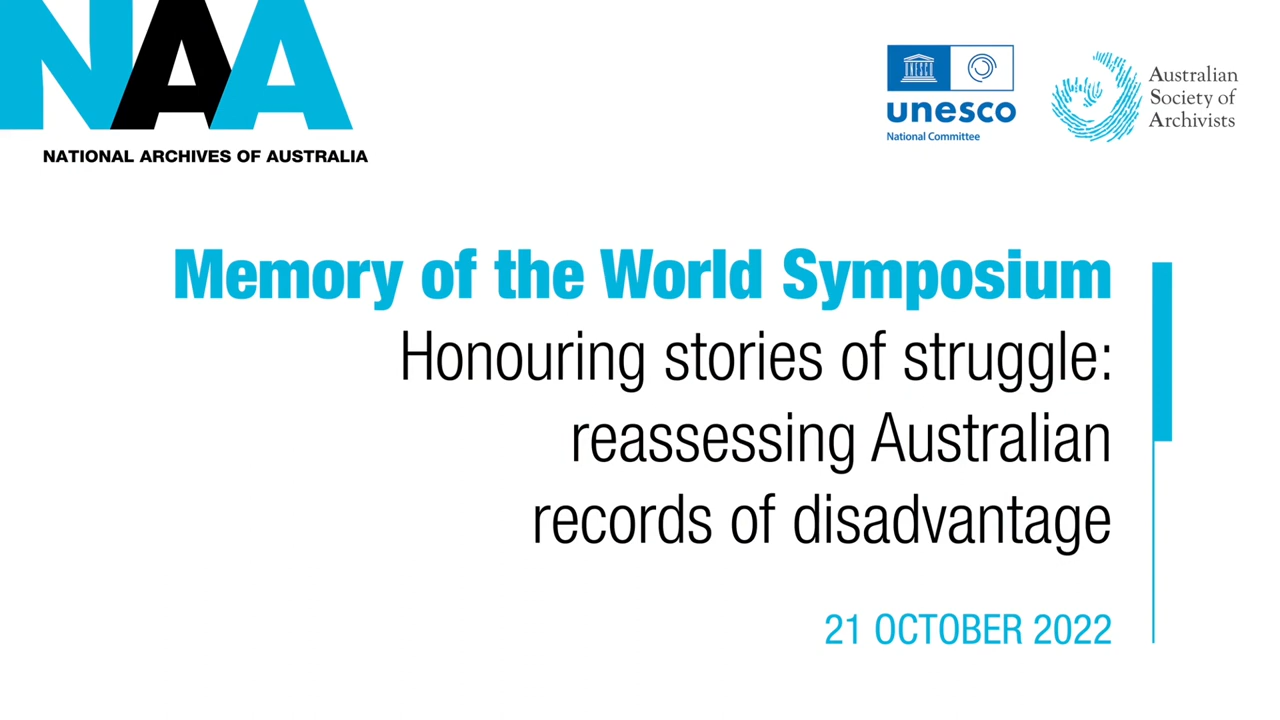 NAA
NATIONAL ARCHIVES OF AUSTRALIA
unesco
National Committee
Australian
Society of
Archivists
Memory of the World Symposium
Honouring stories of struggle:
reassessing Australian
records of disadvantage
21 OCTOBER 2022